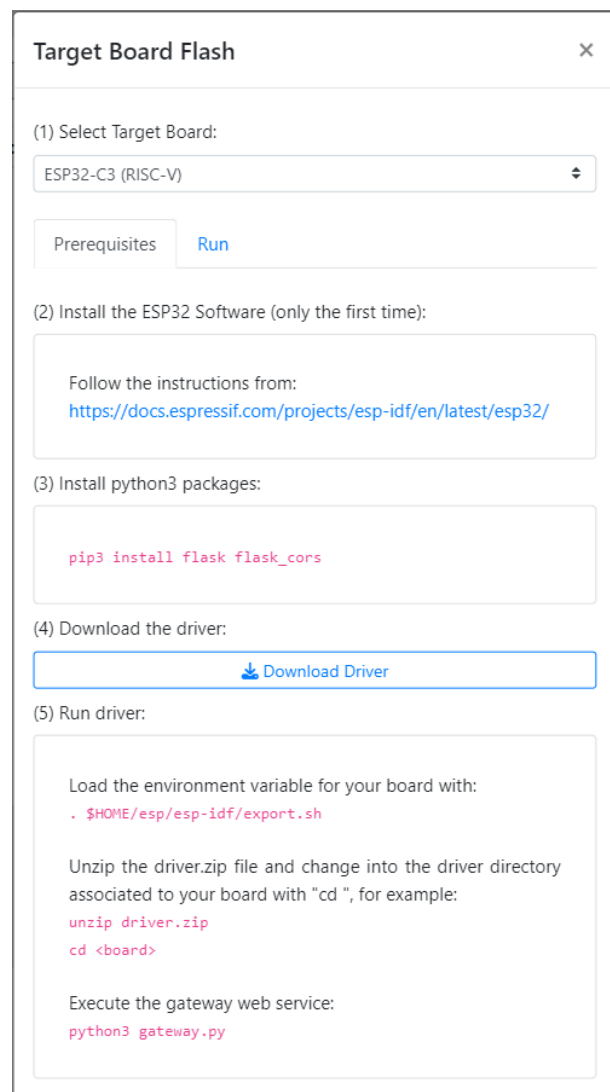 Target Board Flash ×
(1) Select Target Board:
ESP32-C3 (RISC-V)
Prerequisites Run
(2) Install the ESP32 Software (only the first time):
Follow the instructions from:
https://docs.espressif.com/projects/esp-idf/en/latest/esp32/
(3) Install python3 packages:
pip3 install flask flask_cors
(4) Download the driver:
Download Driver
(5) Run driver:
Load the environment variable for your board with:
. $HOME/esp/esp-idf/export.sh
Unzip the driver.zip file and change into the driver directory
associated to your board with "cd ", for example:
unzip driver.zip
cd <board>
Execute the gateway web service:
python3 gateway.py